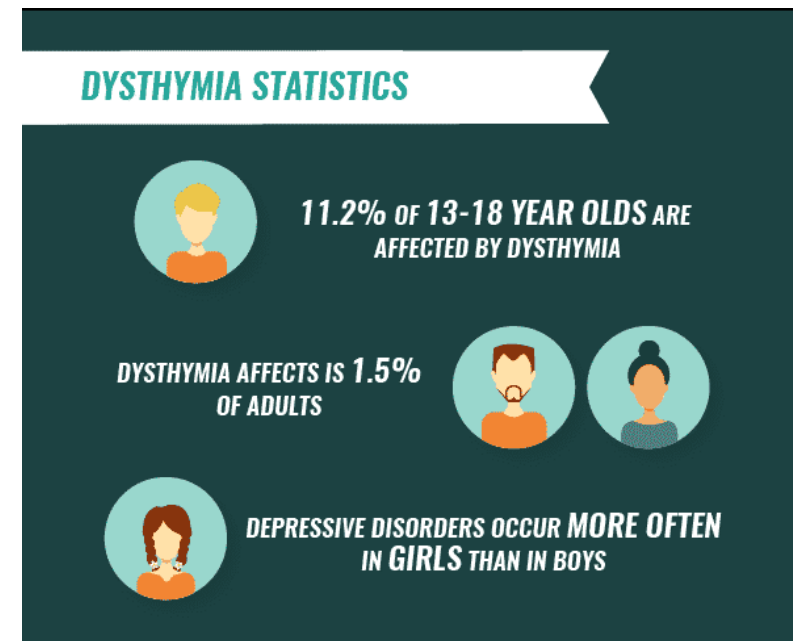 DYSTHYMIA STATISTICS
11.2% OF 13-18 YEAR OLDS ARE
AFFECTED BY DYSTHYMIA
DYSTHYMIA AFFECTS IS 1.5%
OF ADULTS
DEPRESSIVE DISORDERS OCCUR MORE OFTEN
IN GIRLS THAN IN BOYS